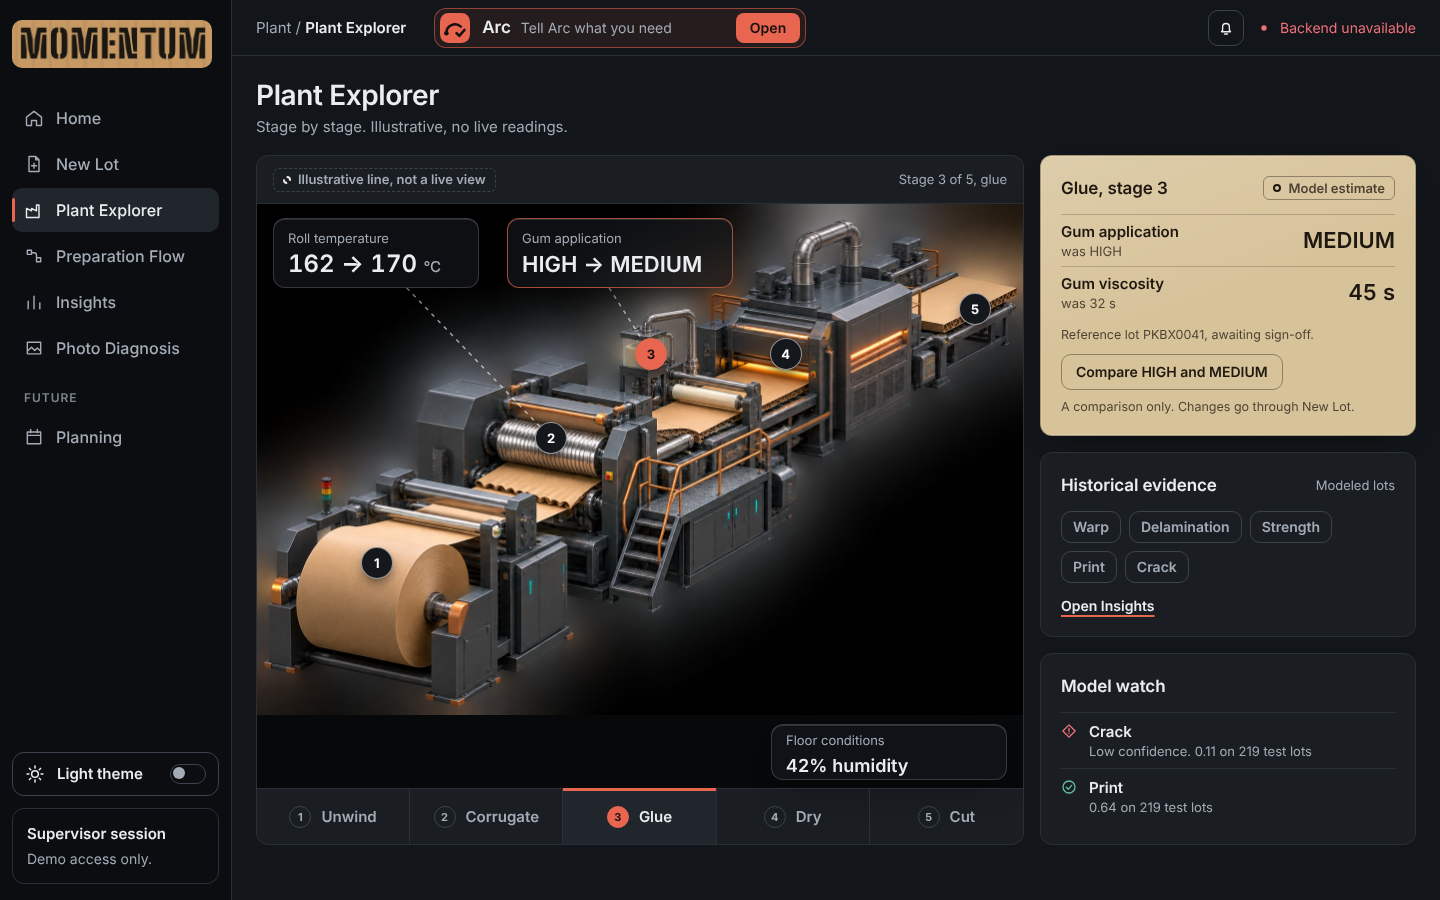 MOMENTUM
Home
New Lot
Plant Explorer
Preparation Flow
Insights
Photo Diagnosis
FUTURE
Planning
Light theme
Supervisor session
Demo access only.
Plant / Plant Explorer
Arc Tell Arc what you need Open
Backend unavailable
Plant Explorer
Stage by stage. Illustrative, no live readings.
Illustrative line, not a live view
Stage 3 of 5, glue
Roll temperature
162 → 170 °C
Gum application
HIGH → MEDIUM
1
2
3
4
5
Floor conditions
42% humidity
1 Unwind
2 Corrugate
3 Glue
4 Dry
5 Cut
Glue, stage 3
Model estimate
Gum application
was HIGH
MEDIUM
Gum viscosity
was 32 s
45 s
Reference lot PKBX0041, awaiting sign-off.
Compare HIGH and MEDIUM
A comparison only. Changes go through New Lot.
Historical evidence
Modeled lots
Warp
Delamination
Strength
Print
Crack
Open Insights
Model watch
Crack
Low confidence. 0.11 on 219 test lots
Print
0.64 on 219 test lots